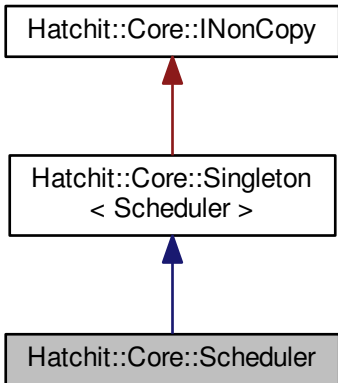 Hatchit::Core::INonCopy
Hatchit::Core::Singleton
< Scheduler >
Hatchit::Core::Scheduler